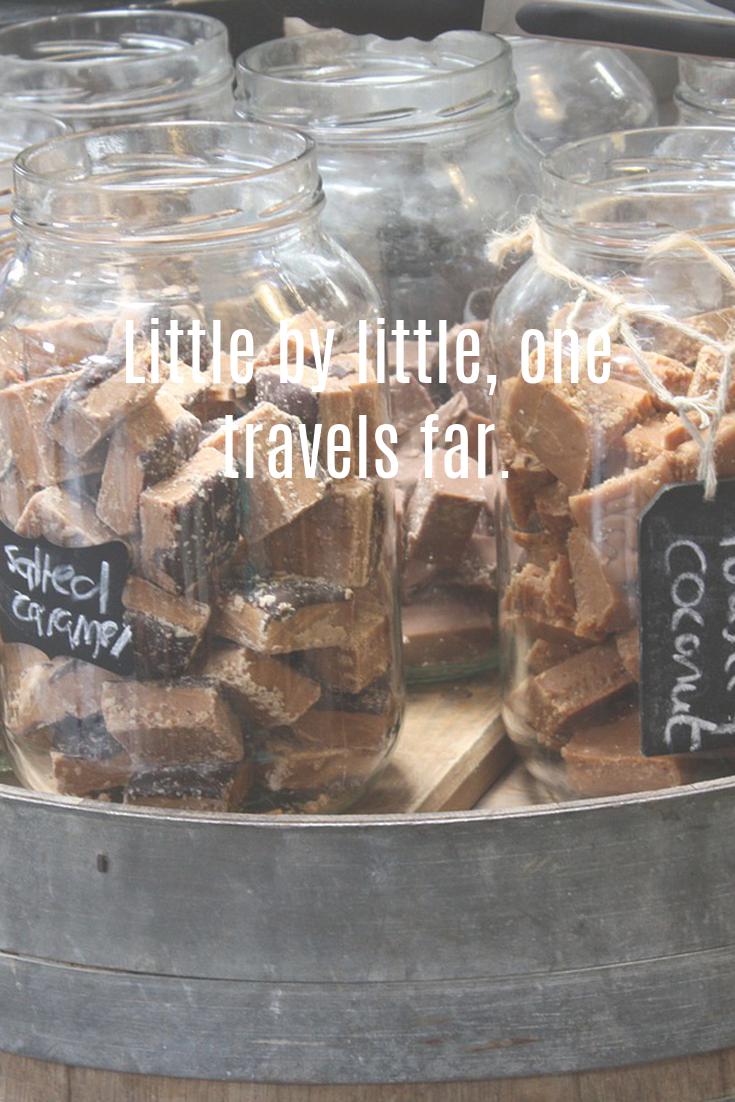 Little by little, one
travels far.
Salted
caramel
coconut